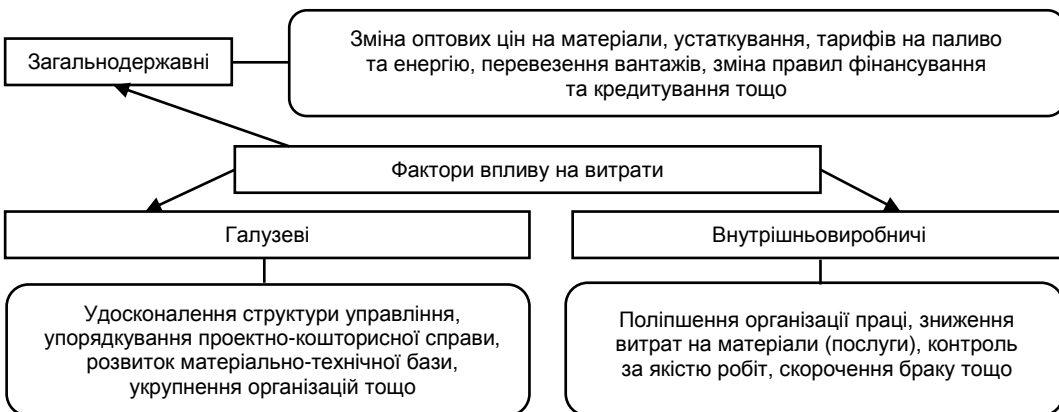 Загальнодержавні
Зміна оптових цін на матеріали, устаткування, тарифів на паливо
та енергію, перевезення вантажів, зміна правил фінансування
та кредитування тощо
Фактори впливу на витрати
Галузеві
Внутрішньовиробничі
Удосконалення структури управління,
упорядкування проектно-кошторисної справи,
розвиток матеріально-технічної бази,
укрупнення організацій тощо
Поліпшення організації праці, зниження
витрат на матеріали (послуги), контроль
за якістю робіт, скорочення браку тощо